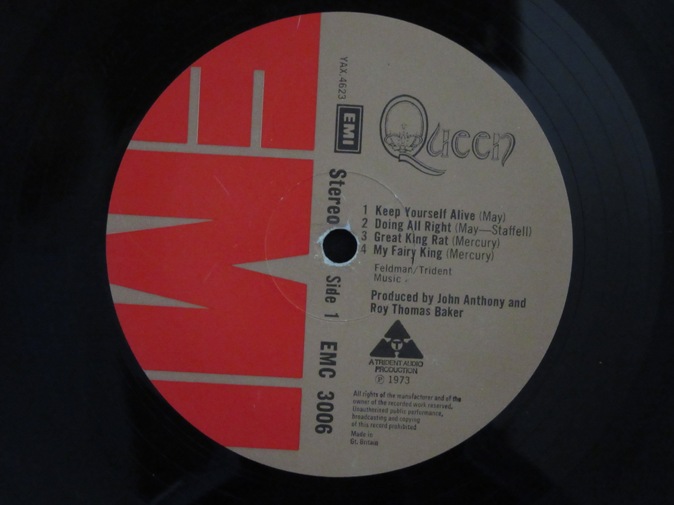 EMI
YAX.4623
EMI
Stereo
Side 1
EMC 3006
Queen
1 Keep Yourself Alive (May)
2 Doing All Right (May—Staffell)
3 Great King Rat (Mercury)
4 My Fairy King (Mercury)
Feldman/Trident
Music
Produced by John Anthony and
Roy Thomas Baker
T
A TRIDENT AUDIO
PRODUCTION
℗ 1973
All rights of the manufacturer and of the
owner of the recorded work reserved.
Unauthorized public performance,
broadcasting and copying
of this record prohibited
Made in
Gt. Britain